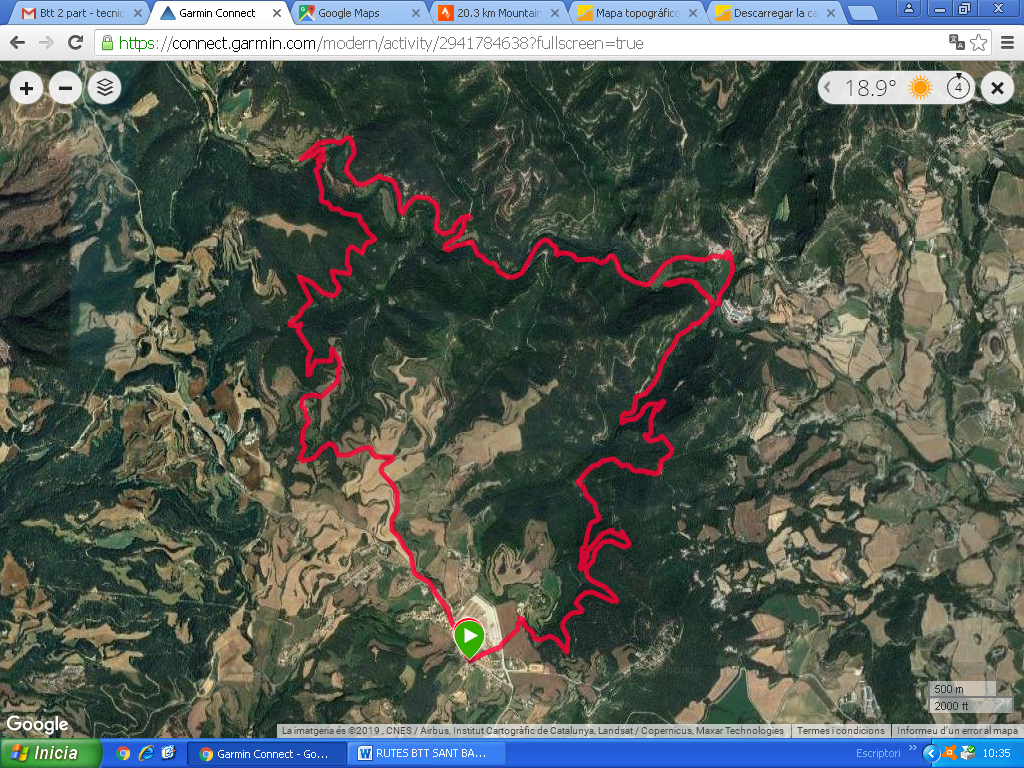 Btt 2 part - tecnic
Garmin Connect
Google Maps
20.3 km Mountain
Mapa topográfico
Descarregar la ca
https://connect.garmin.com/modern/activity/2941784638?fullscreen=true
18.9°
4
500 m
2000 ft
Google
La imatgeria és ©2019 , CNES / Airbus, Institut Cartogràfic de Catalunya, Landsat / Copernicus, Maxar Technologies
Termes i condicions
Informeu d'un error al mapa
Inicia
Garmin Connect - Go...
RUTES BTT SANT BA...
Escriptori
10:35